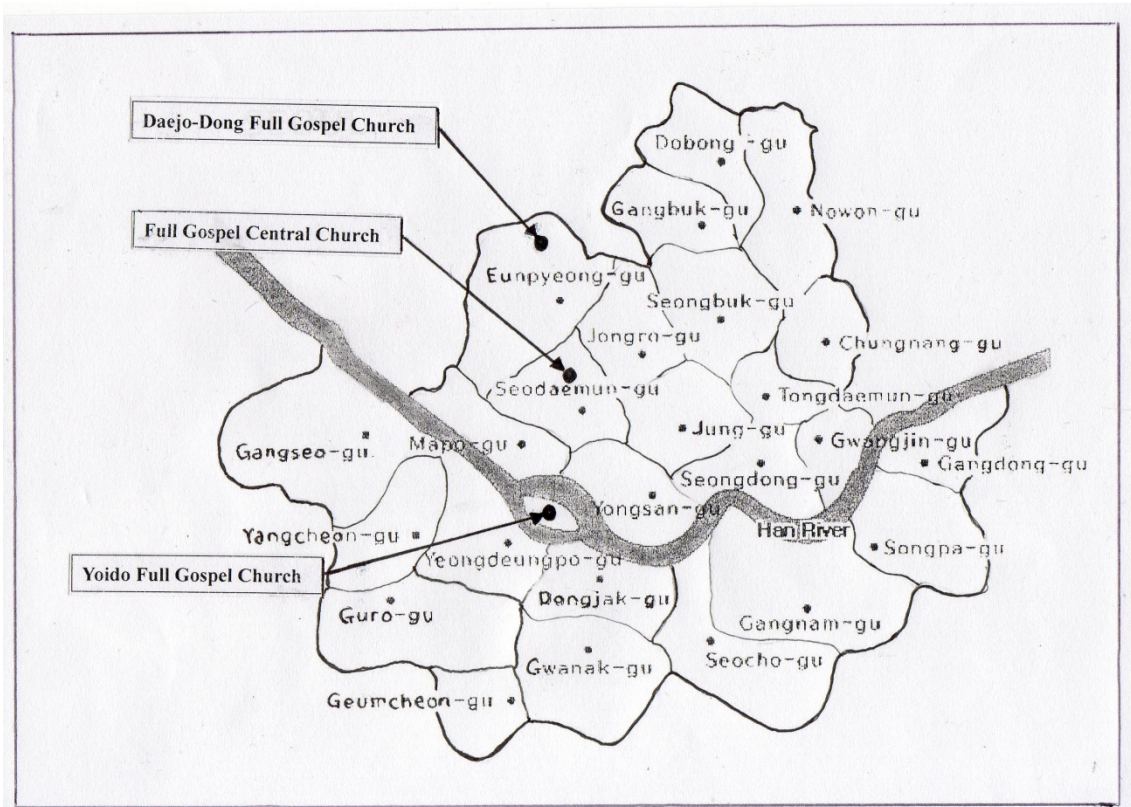 Daejo-Dong Full Gospel Church
Dobong-gu
Gangbuk-gu
Nowon-gu
Full Gospel Central Church
Eunpyeong-gu
Seongbuk-gu
Jongro-gu
Chungnang-gu
Seodaemun-gu
Tongdaemun-gu
Mapo-gu
Jung-gu
Gwangjin-gu
Gangseo-gu
Gangdong-gu
Seongdong-gu
Yongsan-gu
Han River
Yangcheon-gu
Yeongdeungpo-gu
Songpa-gu
Yoido Full Gospel Church
Dongjak-gu
Guro-gu
Gangnam-gu
Gwanak-gu
Seocho-gu
Geumcheon-gu